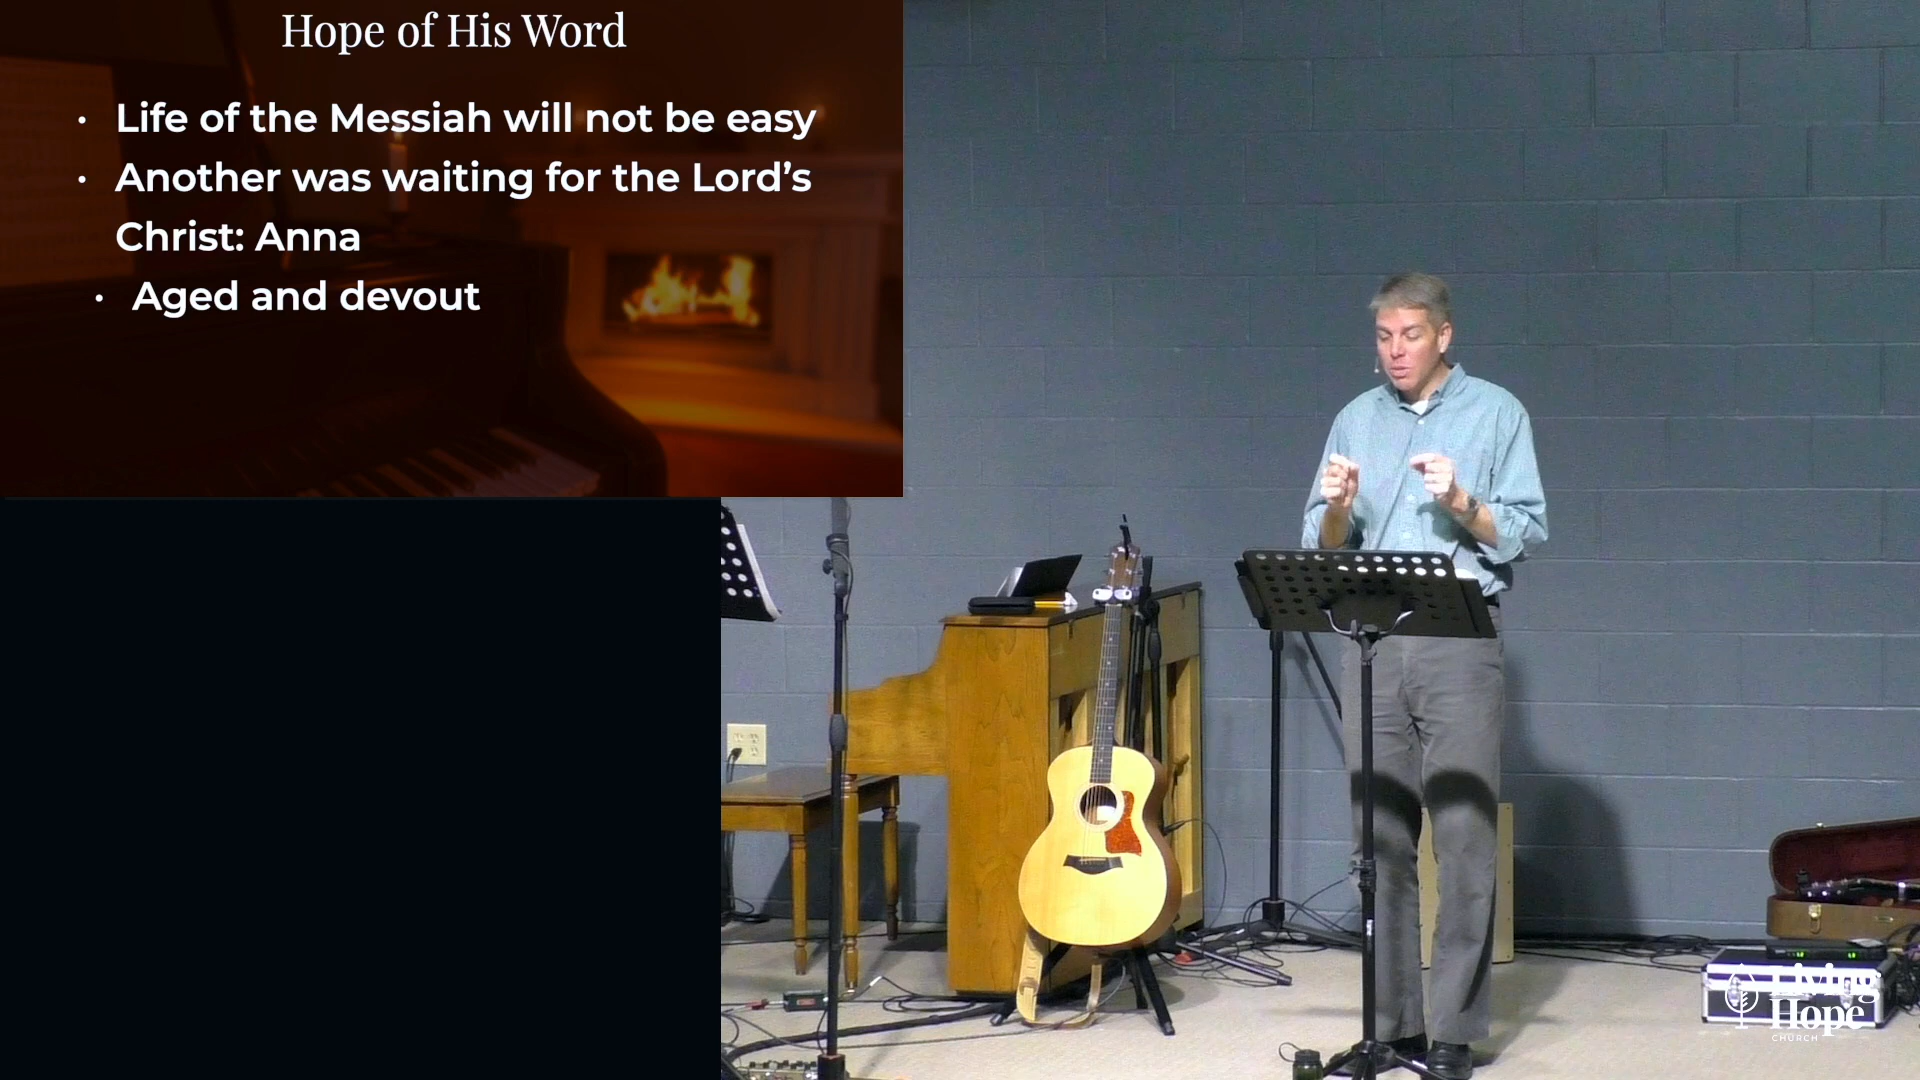 Hope of His Word
• Life of the Messiah will not be easy
• Another was waiting for the Lord’s
Christ: Anna
• Aged and devout
Living
Hope
CHURCH